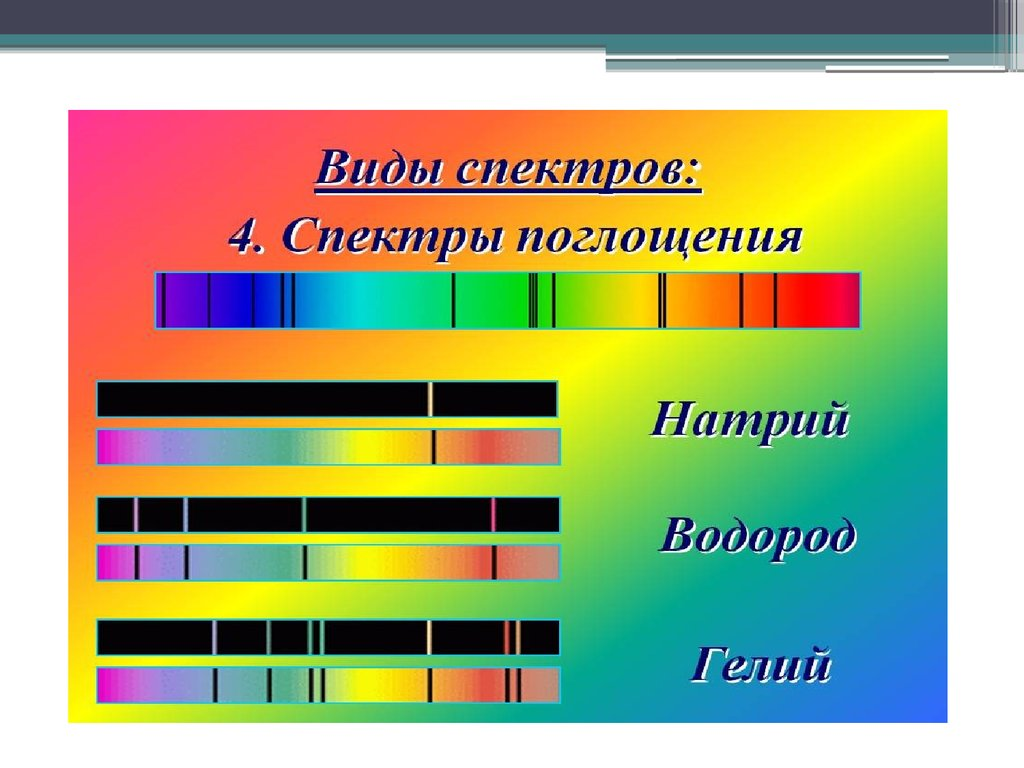 Виды спектров:
4. Спектры поглощения
Натрий
Водород
Гелий